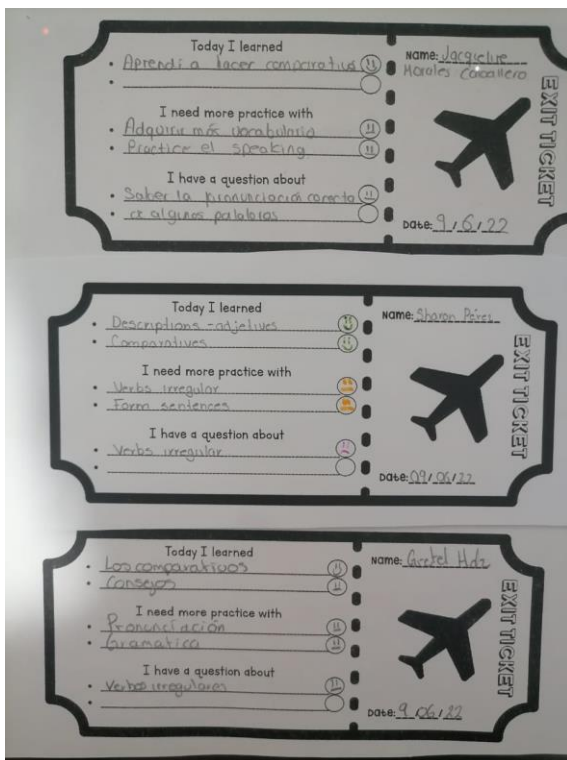 Today I learned
Aprendi a hacer comparativos
I need more practice with
Adquirir más vocabulario
Practice el speaking
I have a question about
Saber la pronunciación correcta
de algunos palabras
Name: Jacqueline
Morales Caballero
Date: 9/6/22
EXIT TICKET
Today I learned
Descriptions - adjetives
Comparatives
I need more practice with
Verbs irregular
Form sentences
I have a question about
Verbs irregular
Name: Sharon Pérez
Date: 09/06/22
EXIT TICKET
Today I learned
Los comparativos
Consejos
I need more practice with
Pronunciación
Gramatica
I have a question about
Verbos irregulares
Name: Gretel Hdz
Date: 9/06/22
EXIT TICKET